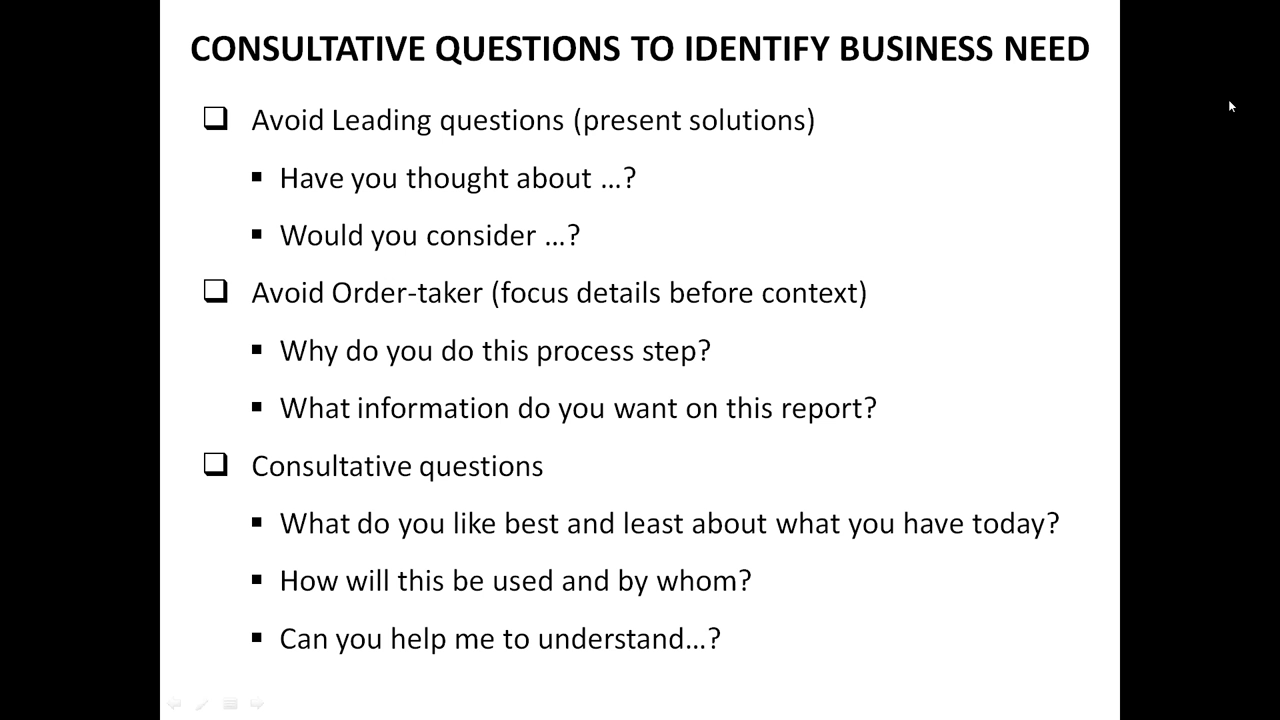 CONSULTATIVE QUESTIONS TO IDENTIFY BUSINESS NEED
Avoid Leading questions (present solutions)
Have you thought about …?
Would you consider …?
Avoid Order-taker (focus details before context)
Why do you do this process step?
What information do you want on this report?
Consultative questions
What do you like best and least about what you have today?
How will this be used and by whom?
Can you help me to understand…?